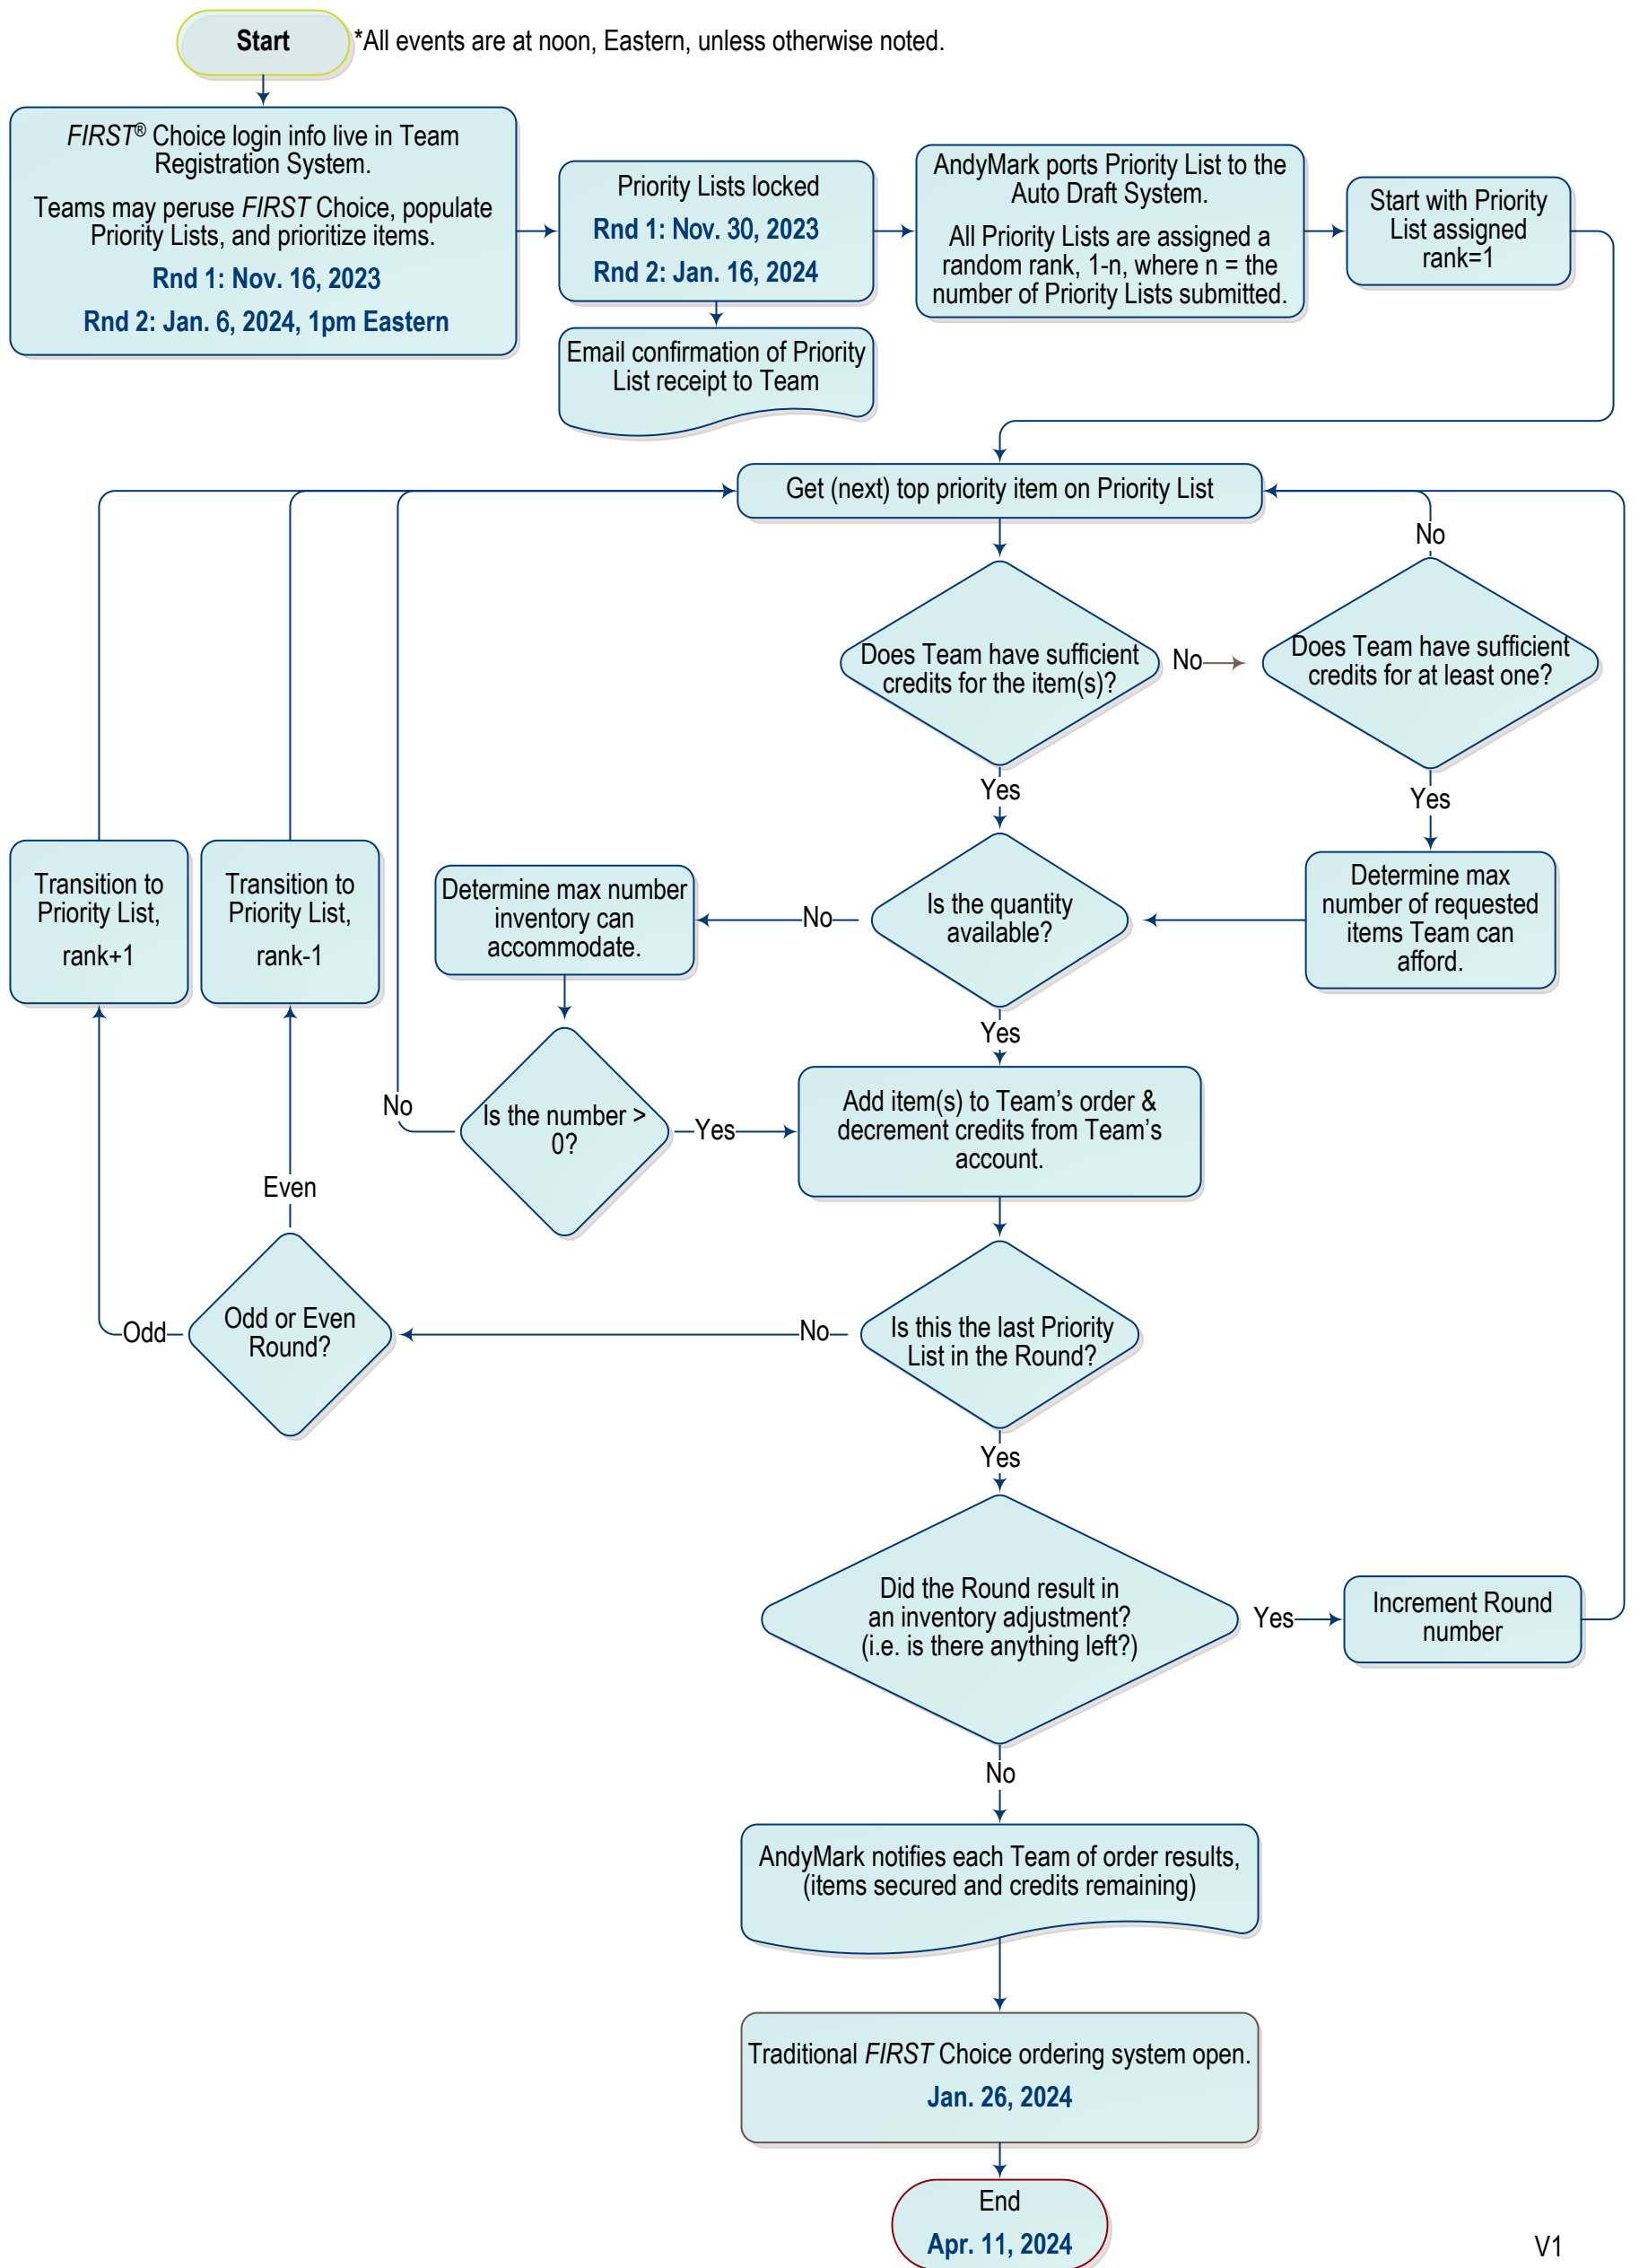 Start
*All events are at noon, Eastern, unless otherwise noted.
FIRST® Choice login info live in Team
Registration System.
Teams may peruse FIRST Choice, populate
Priority Lists, and prioritize items.
Rnd 1: Nov. 16, 2023
Rnd 2: Jan. 6, 2024, 1pm Eastern
Priority Lists locked
Rnd 1: Nov. 30, 2023
Rnd 2: Jan. 16, 2024
Email confirmation of Priority
List receipt to Team
AndyMark ports Priority List to the
Auto Draft System.
All Priority Lists are assigned a
random rank, 1-n, where n = the
number of Priority Lists submitted.
Start with Priority
List assigned
rank=1
Get (next) top priority item on Priority List
No
Does Team have sufficient
credits for the item(s)?
No
Does Team have sufficient
credits for at least one?
Yes
Yes
Transition to
Priority List,
rank+1
Transition to
Priority List,
rank-1
Determine max number
inventory can
accommodate.
No
Is the quantity
available?
Determine max
number of requested
items Team can
afford.
Yes
No
Is the number >
0?
Yes
Add item(s) to Team's order &
decrement credits from Team's
account.
Even
Odd
Odd or Even
Round?
No
Is this the last Priority
List in the Round?
Yes
Did the Round result in
an inventory adjustment?
(i.e. is there anything left?)
Yes
Increment Round
number
No
AndyMark notifies each Team of order results,
(items secured and credits remaining)
Traditional FIRST Choice ordering system open.
Jan. 26, 2024
End
Apr. 11, 2024
V1